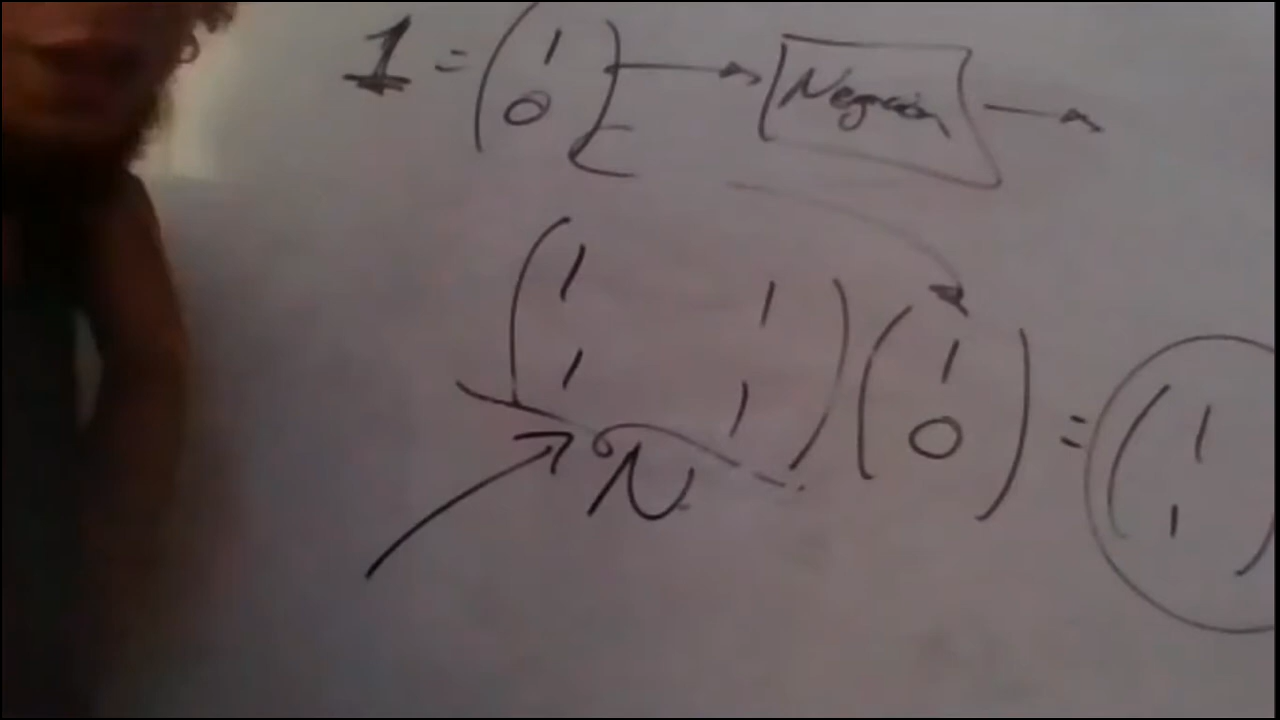 1 = (1 0) → Negación →
(1 1
1 1) (1 0) = (1 1)
N